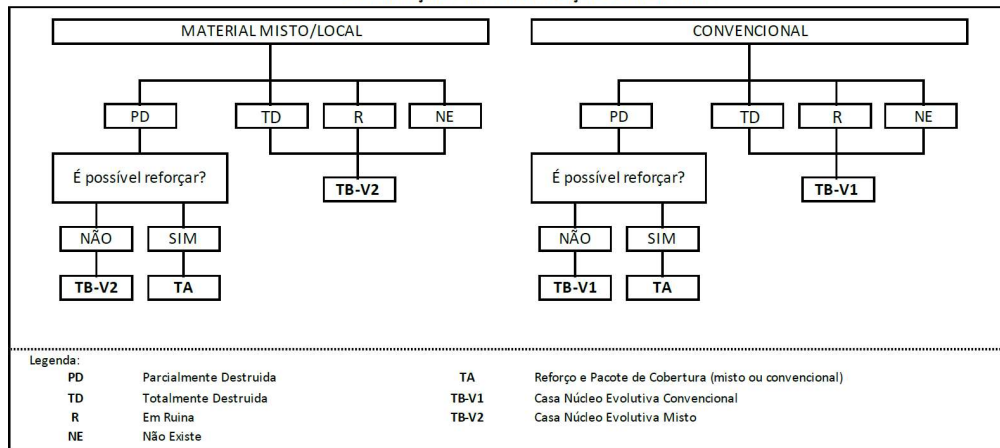 MATERIAL MISTO/LOCAL
PD
TD
R
NE
É possível reforçar?
TB-V2
NÃO
SIM
TB-V2
TA
CONVENCIONAL
PD
TD
R
NE
É possível reforçar?
TB-V1
NÃO
SIM
TB-V1
TA
Legenda:
PD Parcialmente Destruida
TD Totalmente Destruida
R Em Ruina
NE Não Existe
TA Reforço e Pacote de Cobertura (misto ou convencional)
TB-V1 Casa Núcleo Evolutiva Convencional
TB-V2 Casa Núcleo Evolutiva Misto